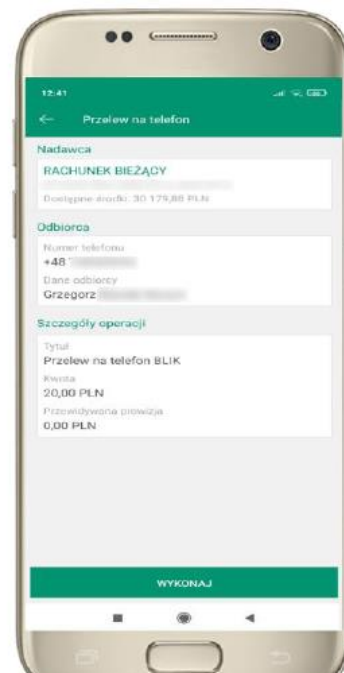 12:41
Przelew na telefon
Nadawca
RACHUNEK BIEŻĄCY
Dostępne środki: 30 179,88 PLN
Odbiorca
Numer telefonu
+48
Dane odbiorcy
Grzegorz
Szczegóły operacji
Tytuł
Przelew na telefon BLIK
Kwota
20,00 PLN
Przewidywana prowizja
0,00 PLN
WYKONAJ